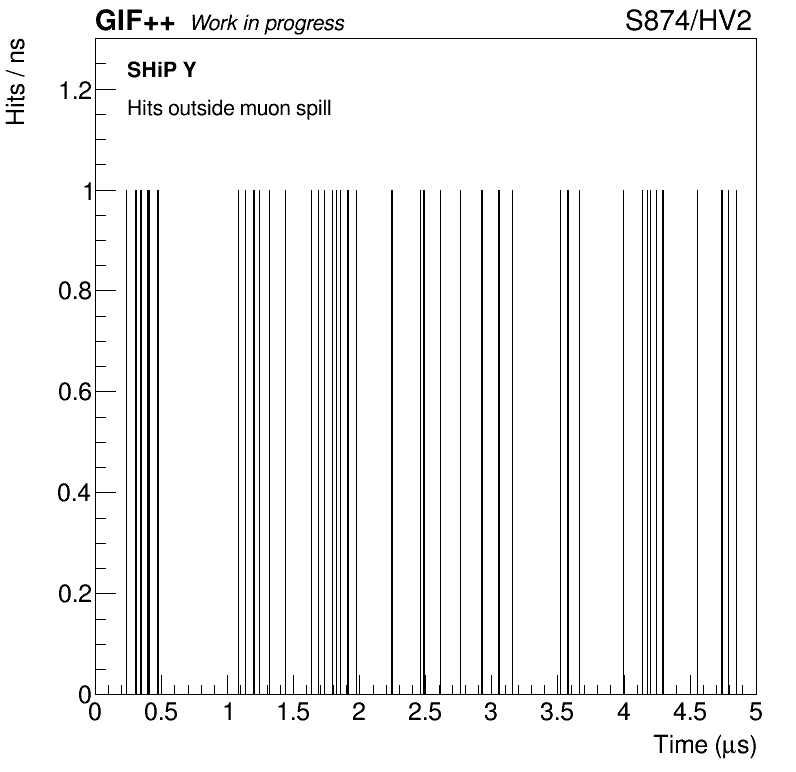 GIF++ Work in progress S874/HV2
Hits / ns
SHiP Y
Hits outside muon spill
1.2
1
0.8
0.6
0.4
0.2
0
0 0.5 1 1.5 2 2.5 3 3.5 4 4.5 5
Time (μs)